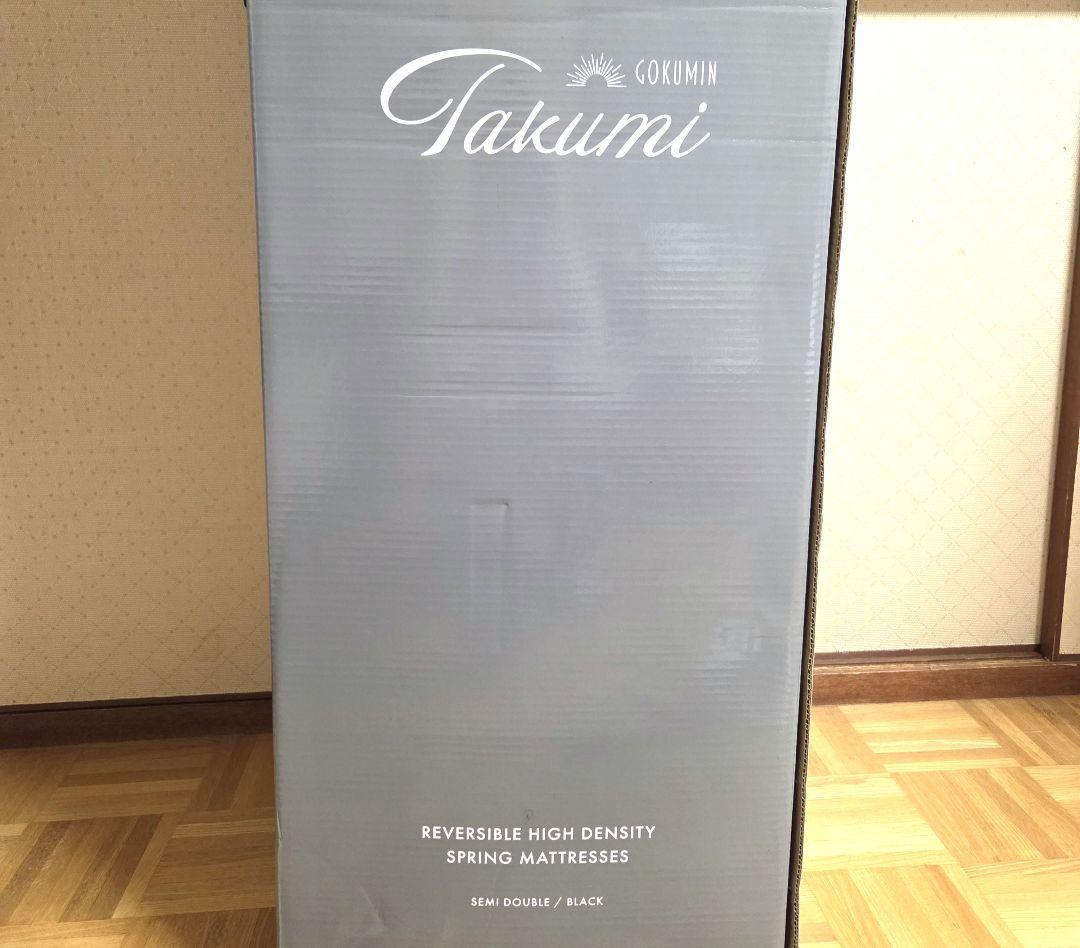 GOKUMIN
Takumi
REVERSIBLE HIGH DENSITY
SPRING MATTRESSES
SEMI DOUBLE / BLACK